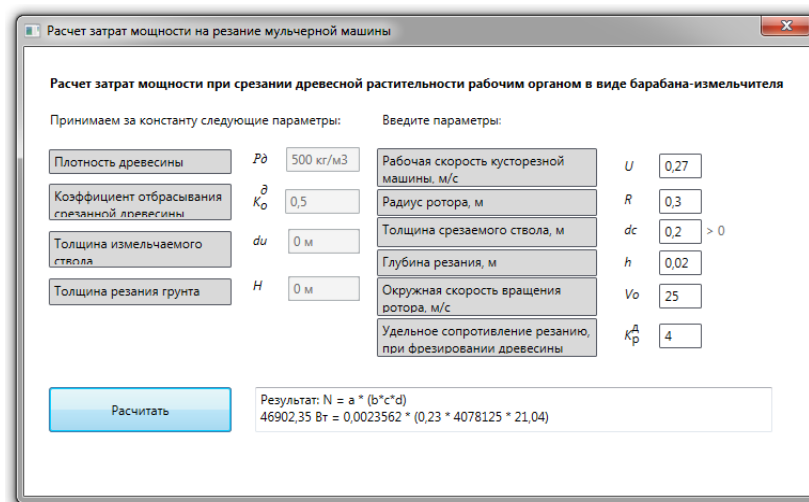 Расчет затрат мощности на резание мульчерной машины
Расчет затрат мощности при срезании древесной растительности рабочим органом в виде барабана-измельчителя
Принимаем за константу следующие параметры:
Плотность древесины
Pд
500 кг/м3
Коэффициент отбрасывания
срезанной древесины
д
Kо
0,5
Толщина измельчаемого
ствола
du
0 м
Толщина резания грунта
H
0 м
Введите параметры:
Рабочая скорость кусторезной
машины, м/с
U
0,27
Радиус ротора, м
R
0,3
Толщина срезаемого ствола, м
dc
0,2
> 0
Глубина резания, м
h
0,02
Окружная скорость вращения
ротора, м/с
Vo
25
Удельное сопротивление резанию,
при фрезировании древесины
Kд
р
4
Расчитать
Результат: N = a * (b*c*d)
46902,35 Вт = 0,0023562 * (0,23 * 4078125 * 21,04)